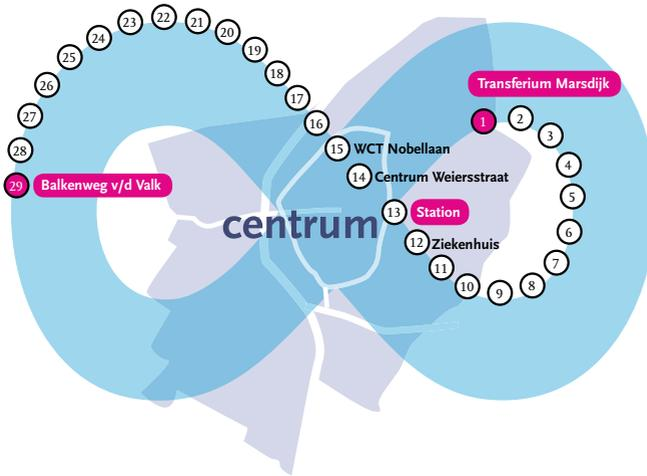 23 22 21
24 20
25 19
26 18
27 17
28 16
29 Balkenweg v/d Valk
Transferium Marsdijk
1 2
3
15 WCT Nobellaan
4
14 Centrum Weiersstraat
5
13 Station
centrum
6
12 Ziekenhuis
7
11
10 9 8